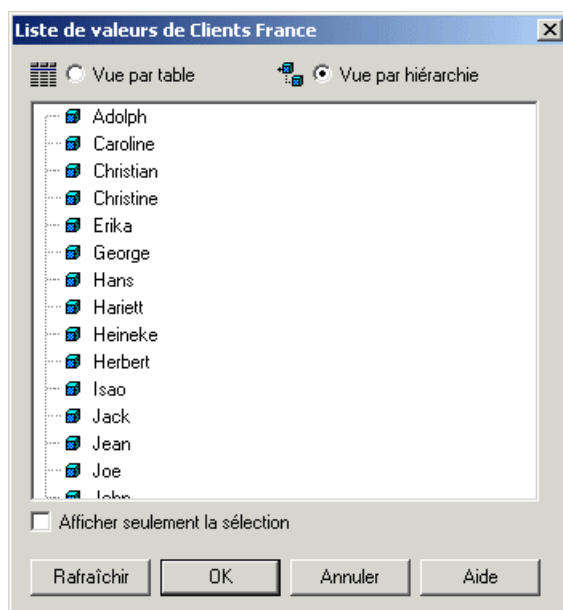 Liste de valeurs de Clients France
Vue par table Vue par hiérarchie
Adolph
Caroline
Christian
Christine
Erika
George
Hans
Hariett
Heineke
Herbert
Isao
Jack
Jean
Joe
John
Afficher seulement la sélection
Rafraîchir OK Annuler Aide